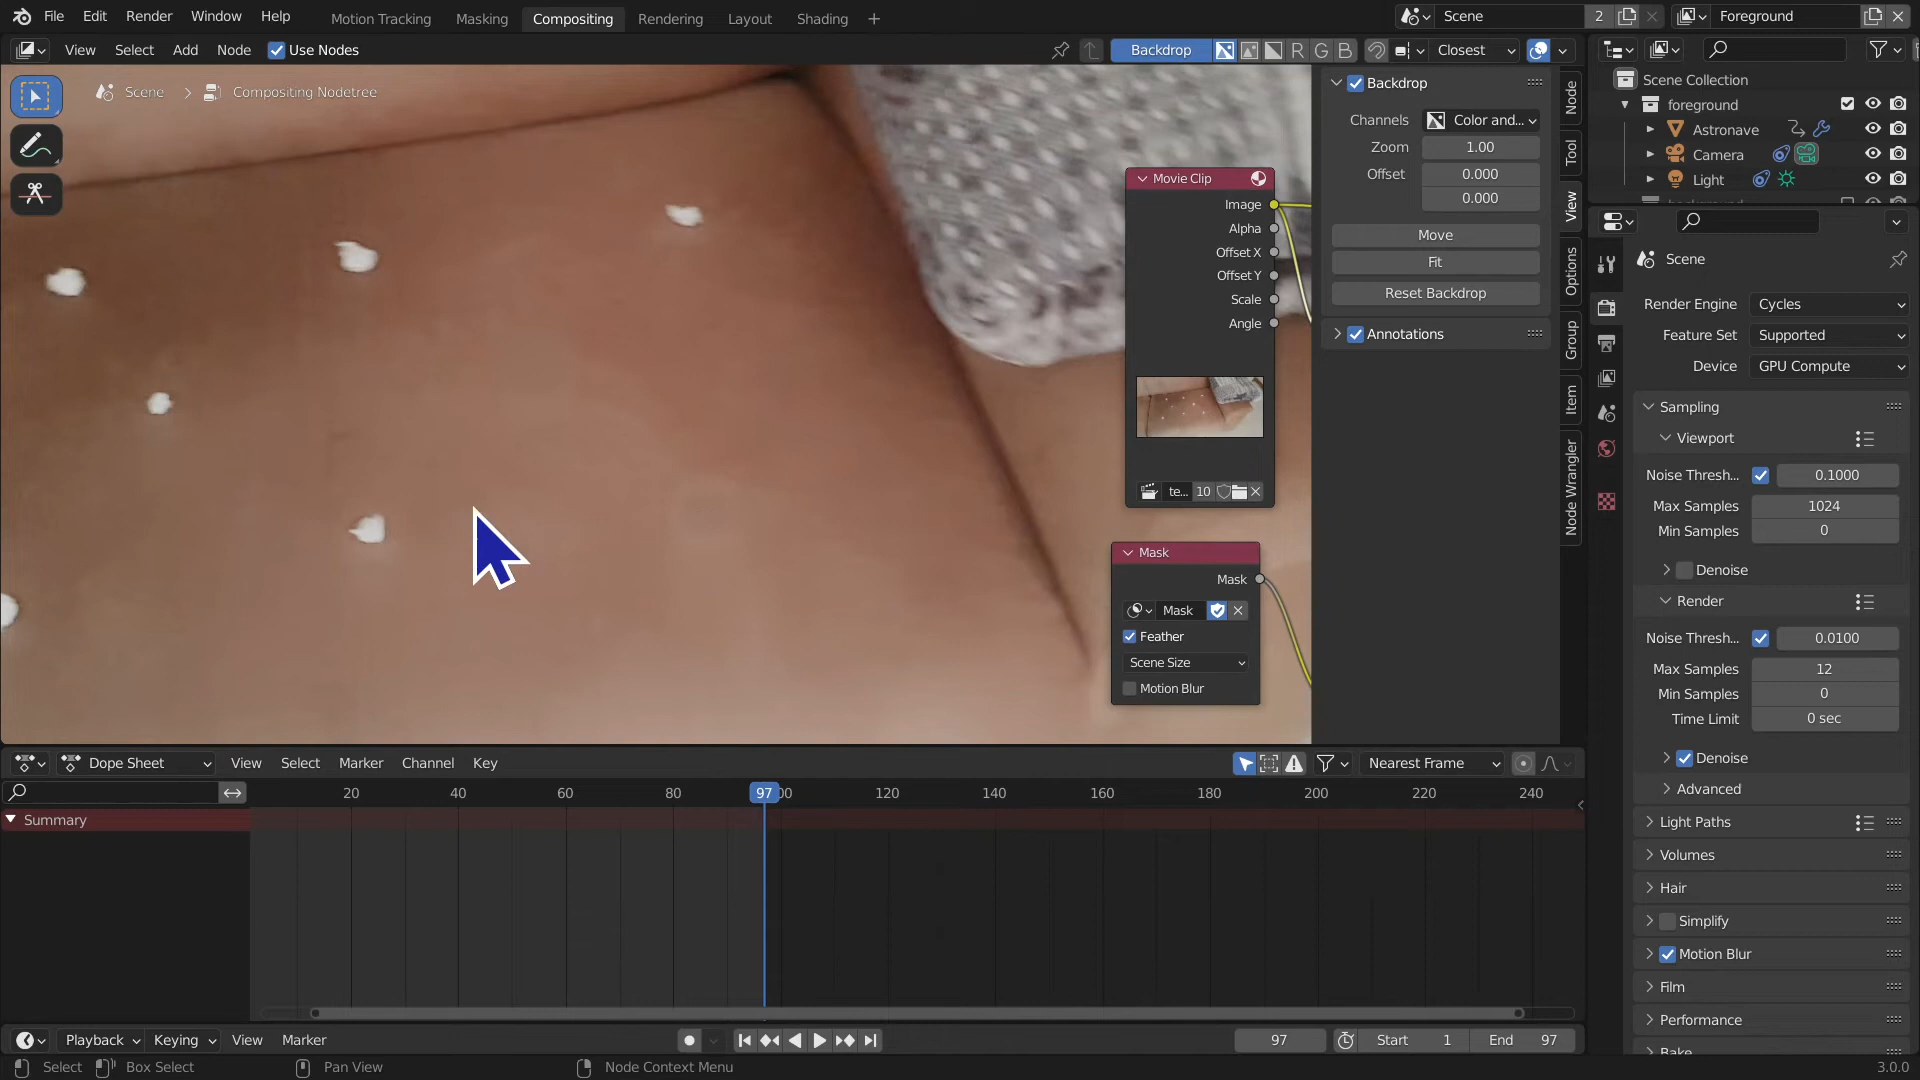 File Edit Render Window Help
Motion Tracking Masking Compositing Rendering Layout Shading
Scene 2
Foreground
View Select Add Node Use Nodes
Backdrop R G B Closest
Scene > Compositing Nodetree
Movie Clip
Image
Alpha
Offset X
Offset Y
Scale
Angle
te... 10
Mask
Mask
Mask
Feather
Scene Size
Motion Blur
Backdrop
Channels Color and...
Zoom 1.00
Offset 0.000
0.000
Move
Fit
Reset Backdrop
Annotations
Node
Tool
View
Options
Group
Item
Node Wrangler
Scene Collection
foreground
Astronave
Camera
Light
Scene
Render Engine Cycles
Feature Set Supported
Device GPU Compute
Sampling
Viewport
Noise Thresh... 0.1000
Max Samples 1024
Min Samples 0
Denoise
Render
Noise Thresh... 0.0100
Max Samples 12
Min Samples 0
Time Limit 0 sec
Denoise
Advanced
Light Paths
Volumes
Hair
Simplify
Motion Blur
Film
Performance
Bake
Dope Sheet View Select Marker Channel Key
Nearest Frame
20 40 60 80 97 00 120 140 160 180 200 220 240
Summary
Playback Keying View Marker
97 Start 1 End 97
Select Box Select Pan View Node Context Menu 3.0.0